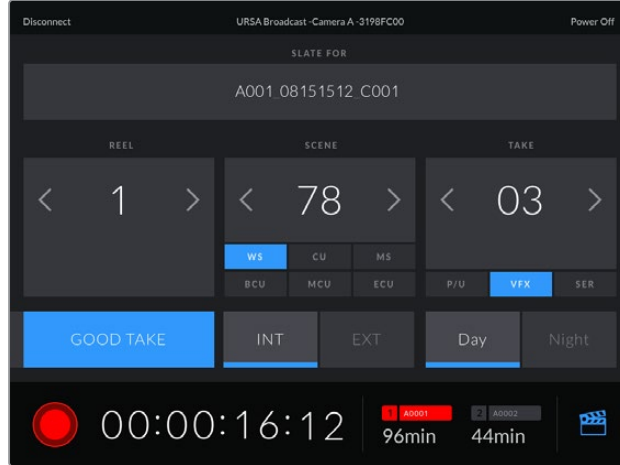 Disconnect URSA Broadcast -Camera A -3198FC00 Power Off
SLATE FOR
A001_08151512_C001
REEL SCENE TAKE
< 1 > < 78 > < 03 >
WS CU MS
BCU MCU ECU P/U VFX SER
GOOD TAKE INT EXT Day Night
1 A0001 2 A0002
00:00:16:12 96min 44min